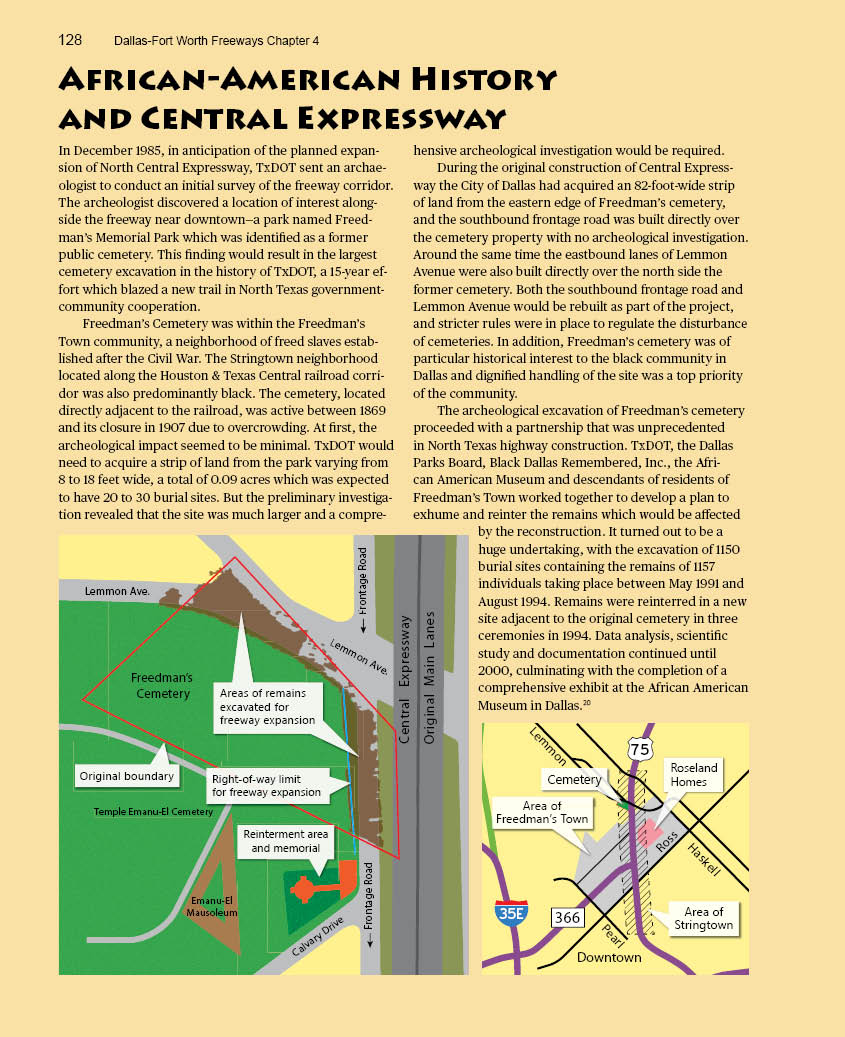 128 Dallas-Fort Worth Freeways Chapter 4
African-American History
and Central Expressway
In December 1985, in anticipation of the planned expan-
sion of North Central Expressway, TxDOT sent an archae-
ologist to conduct an initial survey of the freeway corridor.
The archeologist discovered a location of interest along-
side the freeway near downtown–a park named Freed-
man's Memorial Park which was identified as a former
public cemetery. This finding would result in the largest
cemetery excavation in the history of TxDOT, a 15-year ef-
fort which blazed a new trail in North Texas government-
community cooperation.
Freedman's Cemetery was within the Freedman's
Town community, a neighborhood of freed slaves estab-
lished after the Civil War. The Stringtown neighborhood
located along the Houston & Texas Central railroad corri-
dor was also predominantly black. The cemetery, located
directly adjacent to the railroad, was active between 1869
and its closure in 1907 due to overcrowding. At first, the
archeological impact seemed to be minimal. TxDOT would
need to acquire a strip of land from the park varying from
8 to 18 feet wide, a total of 0.09 acres which was expected
to have 20 to 30 burial sites. But the preliminary investiga-
tion revealed that the site was much larger and a compre-
hensive archeological investigation would be required.
During the original construction of Central Express-
way the City of Dallas had acquired an 82-foot-wide strip
of land from the eastern edge of Freedman's cemetery,
and the southbound frontage road was built directly over
the cemetery property with no archeological investigation.
Around the same time the eastbound lanes of Lemmon
Avenue were also built directly over the north side the
former cemetery. Both the southbound frontage road and
Lemmon Avenue would be rebuilt as part of the project,
and stricter rules were in place to regulate the disturbance
of cemeteries. In addition, Freedman's cemetery was of
particular historical interest to the black community in
Dallas and dignified handling of the site was a top priority
of the community.
The archeological excavation of Freedman's cemetery
proceeded with a partnership that was unprecedented
in North Texas highway construction. TxDOT, the Dallas
Parks Board, Black Dallas Remembered, Inc., the Afri-
can American Museum and descendants of residents of
Freedman's Town worked together to develop a plan to
exhume and reinter the remains which would be affected
by the reconstruction. It turned out to be a
huge undertaking, with the excavation of 1150
burial sites containing the remains of 1157
individuals taking place between May 1991 and
August 1994. Remains were reinterred in a new
site adjacent to the original cemetery in three
ceremonies in 1994. Data analysis, scientific
study and documentation continued until
2000, culminating with the completion of a
comprehensive exhibit at the African American
Museum in Dallas.20
Lemmon Ave.
Frontage Road
Lemmon Ave.
Central Expressway
Original Main Lanes
Freedman's
Cemetery
Areas of remains
excavated for
freeway expansion
Original boundary
Right-of-way limit
for freeway expansion
Temple Emanu-El Cemetery
Reinterment area
and memorial
Emanu-El
Mausoleum
Frontage Road
Calvary Drive
Lemmon
75
Cemetery
Roseland
Homes
Area of
Freedman's Town
Ross
Haskell
35E
366
Area of
Stringtown
Pearl
Downtown